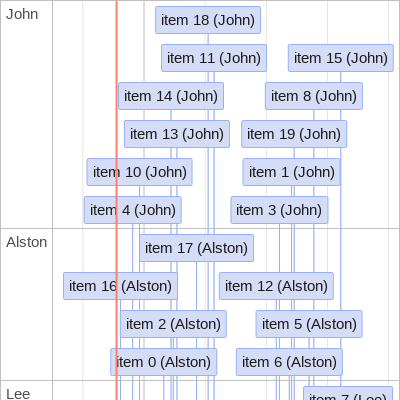 John
item 18 (John)
item 11 (John)
item 15 (John)
item 14 (John)
item 8 (John)
item 13 (John)
item 19 (John)
item 10 (John)
item 1 (John)
item 4 (John)
item 3 (John)
Alston
item 17 (Alston)
item 16 (Alston)
item 12 (Alston)
item 2 (Alston)
item 5 (Alston)
item 0 (Alston)
item 6 (Alston)
Lee
item 7 (Lee)